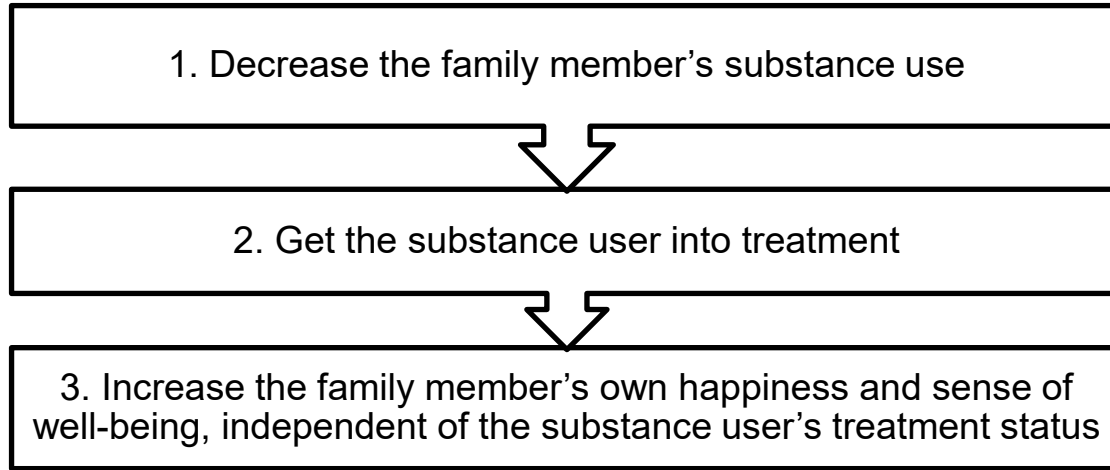 1. Decrease the family member’s substance use
2. Get the substance user into treatment
3. Increase the family member’s own happiness and sense of
well-being, independent of the substance user’s treatment status